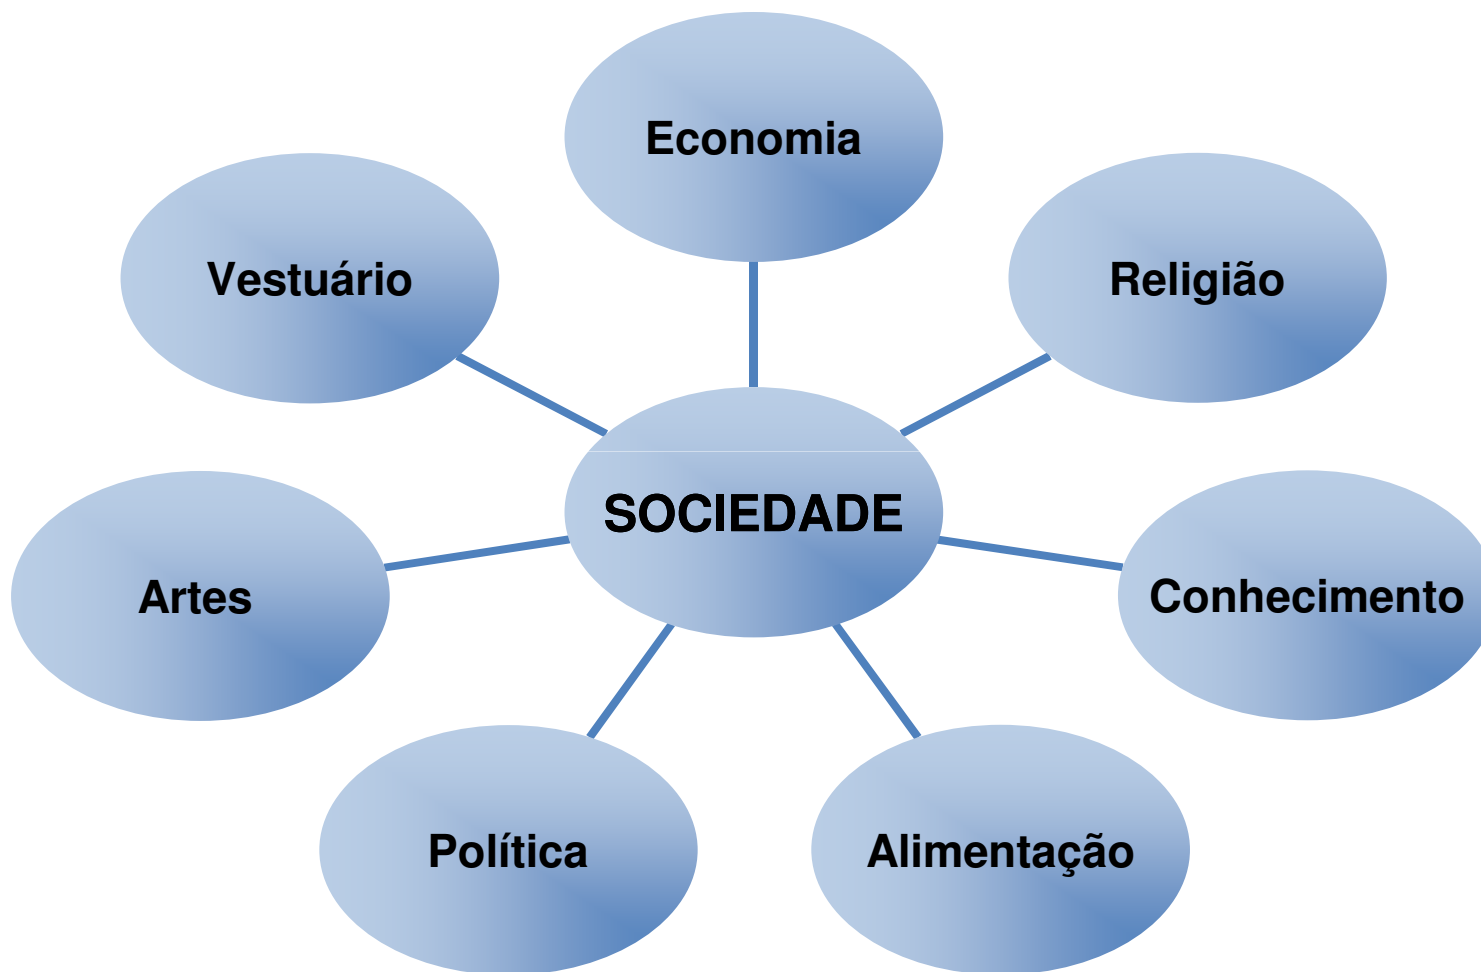 Economia
Vestuário
Religião
SOCIEDADE
Artes
Conhecimento
Política
Alimentação